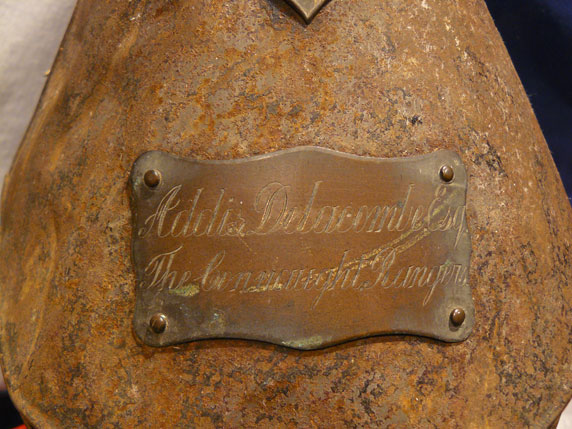 Addis Delacombe Esq
The Connaught Rangers